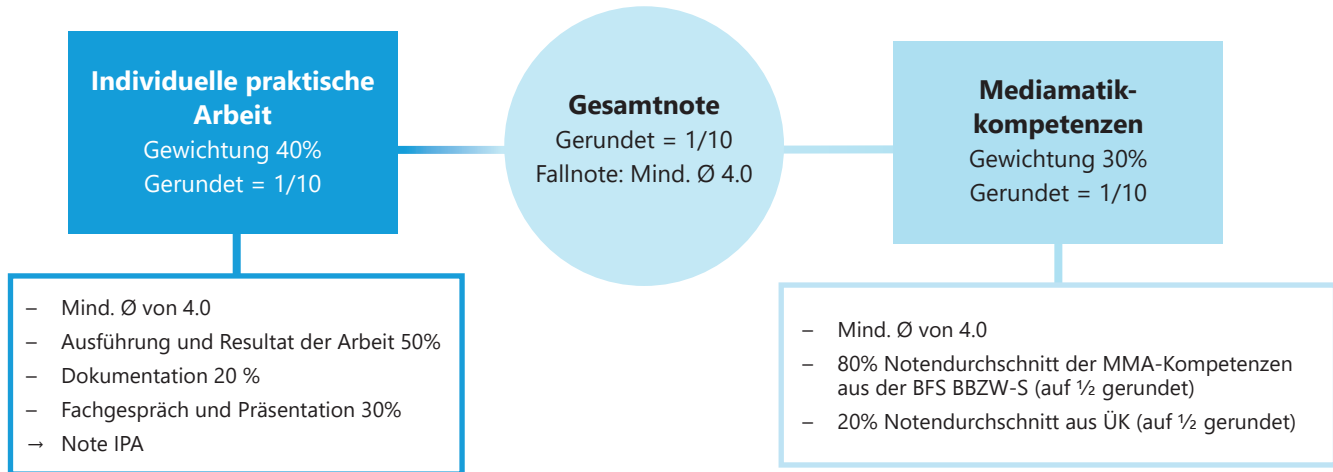 Individuelle praktische
Arbeit
Gewichtung 40%
Gerundet = 1/10
Gesamtnote
Gerundet = 1/10
Fallnote: Mind. Ø 4.0
Mediamatik-
kompetenzen
Gewichtung 30%
Gerundet = 1/10
– Mind. Ø von 4.0
– Ausführung und Resultat der Arbeit 50%
– Dokumentation 20 %
– Fachgespräch und Präsentation 30%
→ Note IPA
– Mind. Ø von 4.0
– 80% Notendurchschnitt der MMA-Kompetenzen
aus der BFS BBZW-S (auf ½ gerundet)
– 20% Notendurchschnitt aus ÜK (auf ½ gerundet)